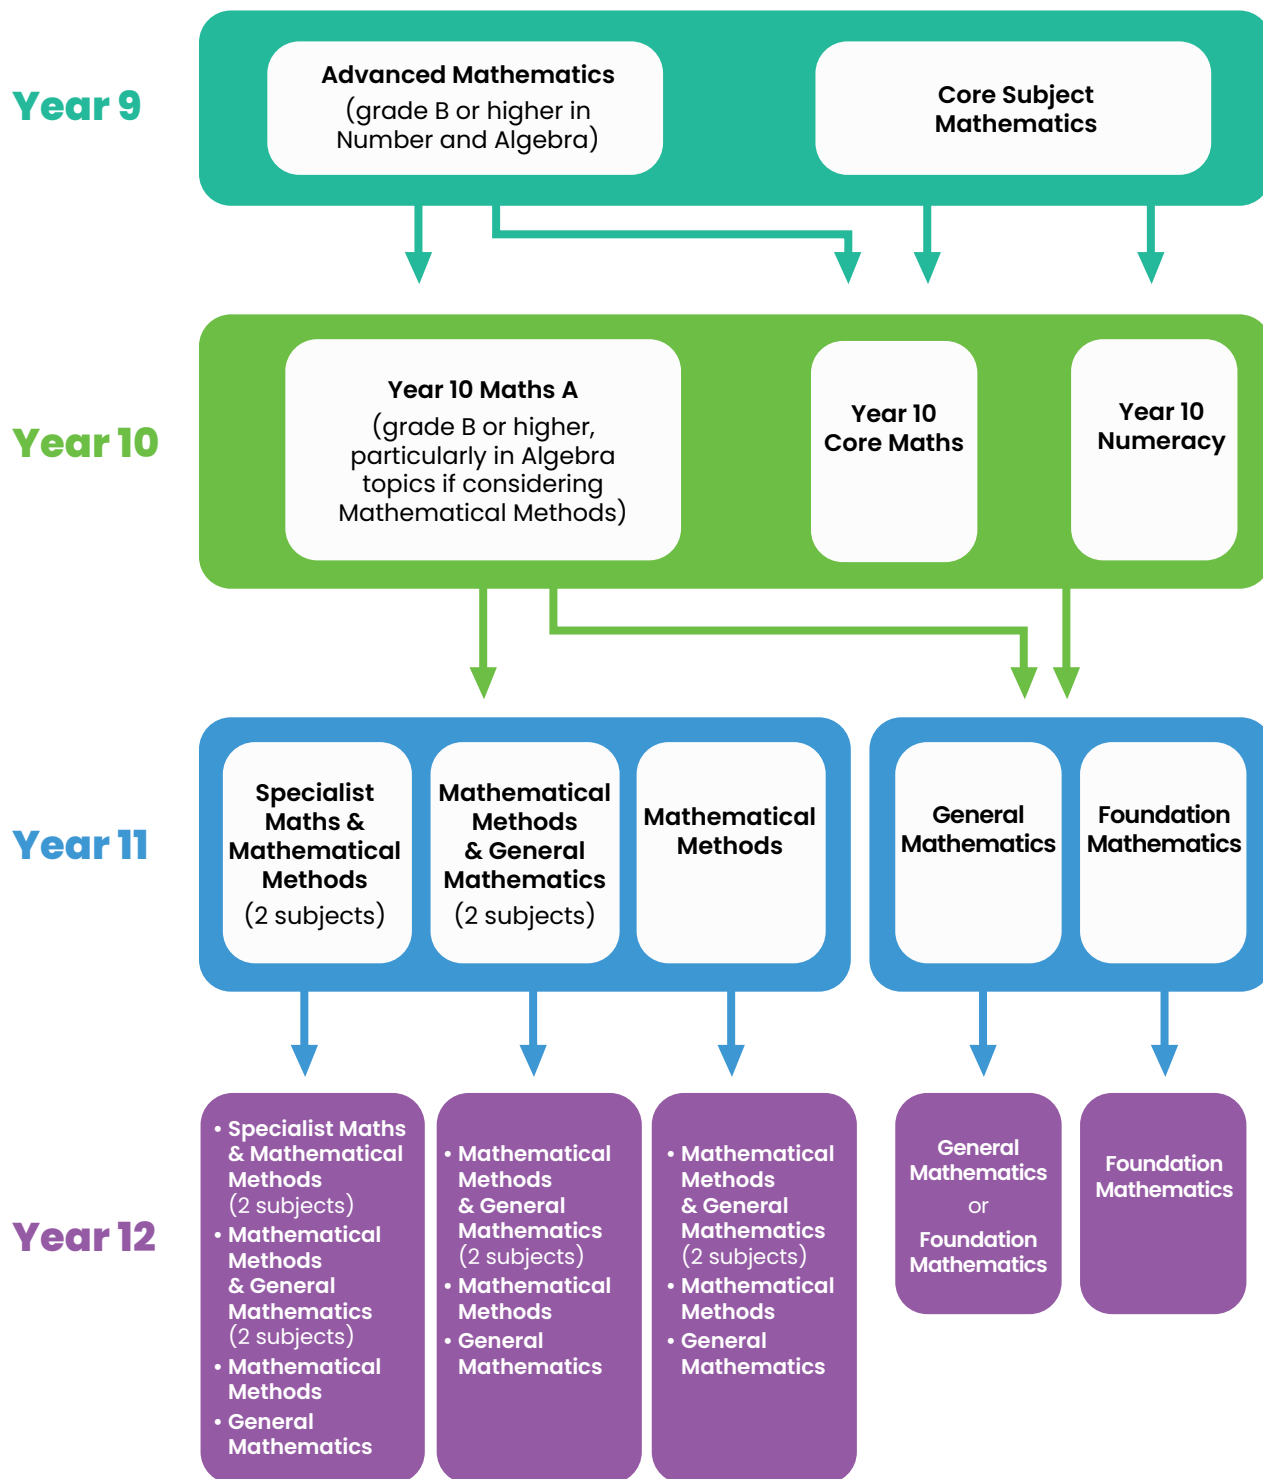 Year 9
Advanced Mathematics
(grade B or higher in
Number and Algebra)
Core Subject
Mathematics
Year 10
Year 10 Maths A
(grade B or higher,
particularly in Algebra
topics if considering
Mathematical Methods)
Year 10
Core Maths
Year 10
Numeracy
Year 11
Specialist
Maths &
Mathematical
Methods
(2 subjects)
Mathematical
Methods
& General
Mathematics
(2 subjects)
Mathematical
Methods
General
Mathematics
Foundation
Mathematics
Year 12
• Specialist Maths
& Mathematical
Methods
(2 subjects)
• Mathematical
Methods
& General
Mathematics
(2 subjects)
• Mathematical
Methods
• General
Mathematics
• Mathematical
Methods
& General
Mathematics
(2 subjects)
• Mathematical
Methods
• General
Mathematics
• Mathematical
Methods
& General
Mathematics
(2 subjects)
• Mathematical
Methods
• General
Mathematics
General
Mathematics
or
Foundation
Mathematics
Foundation
Mathematics